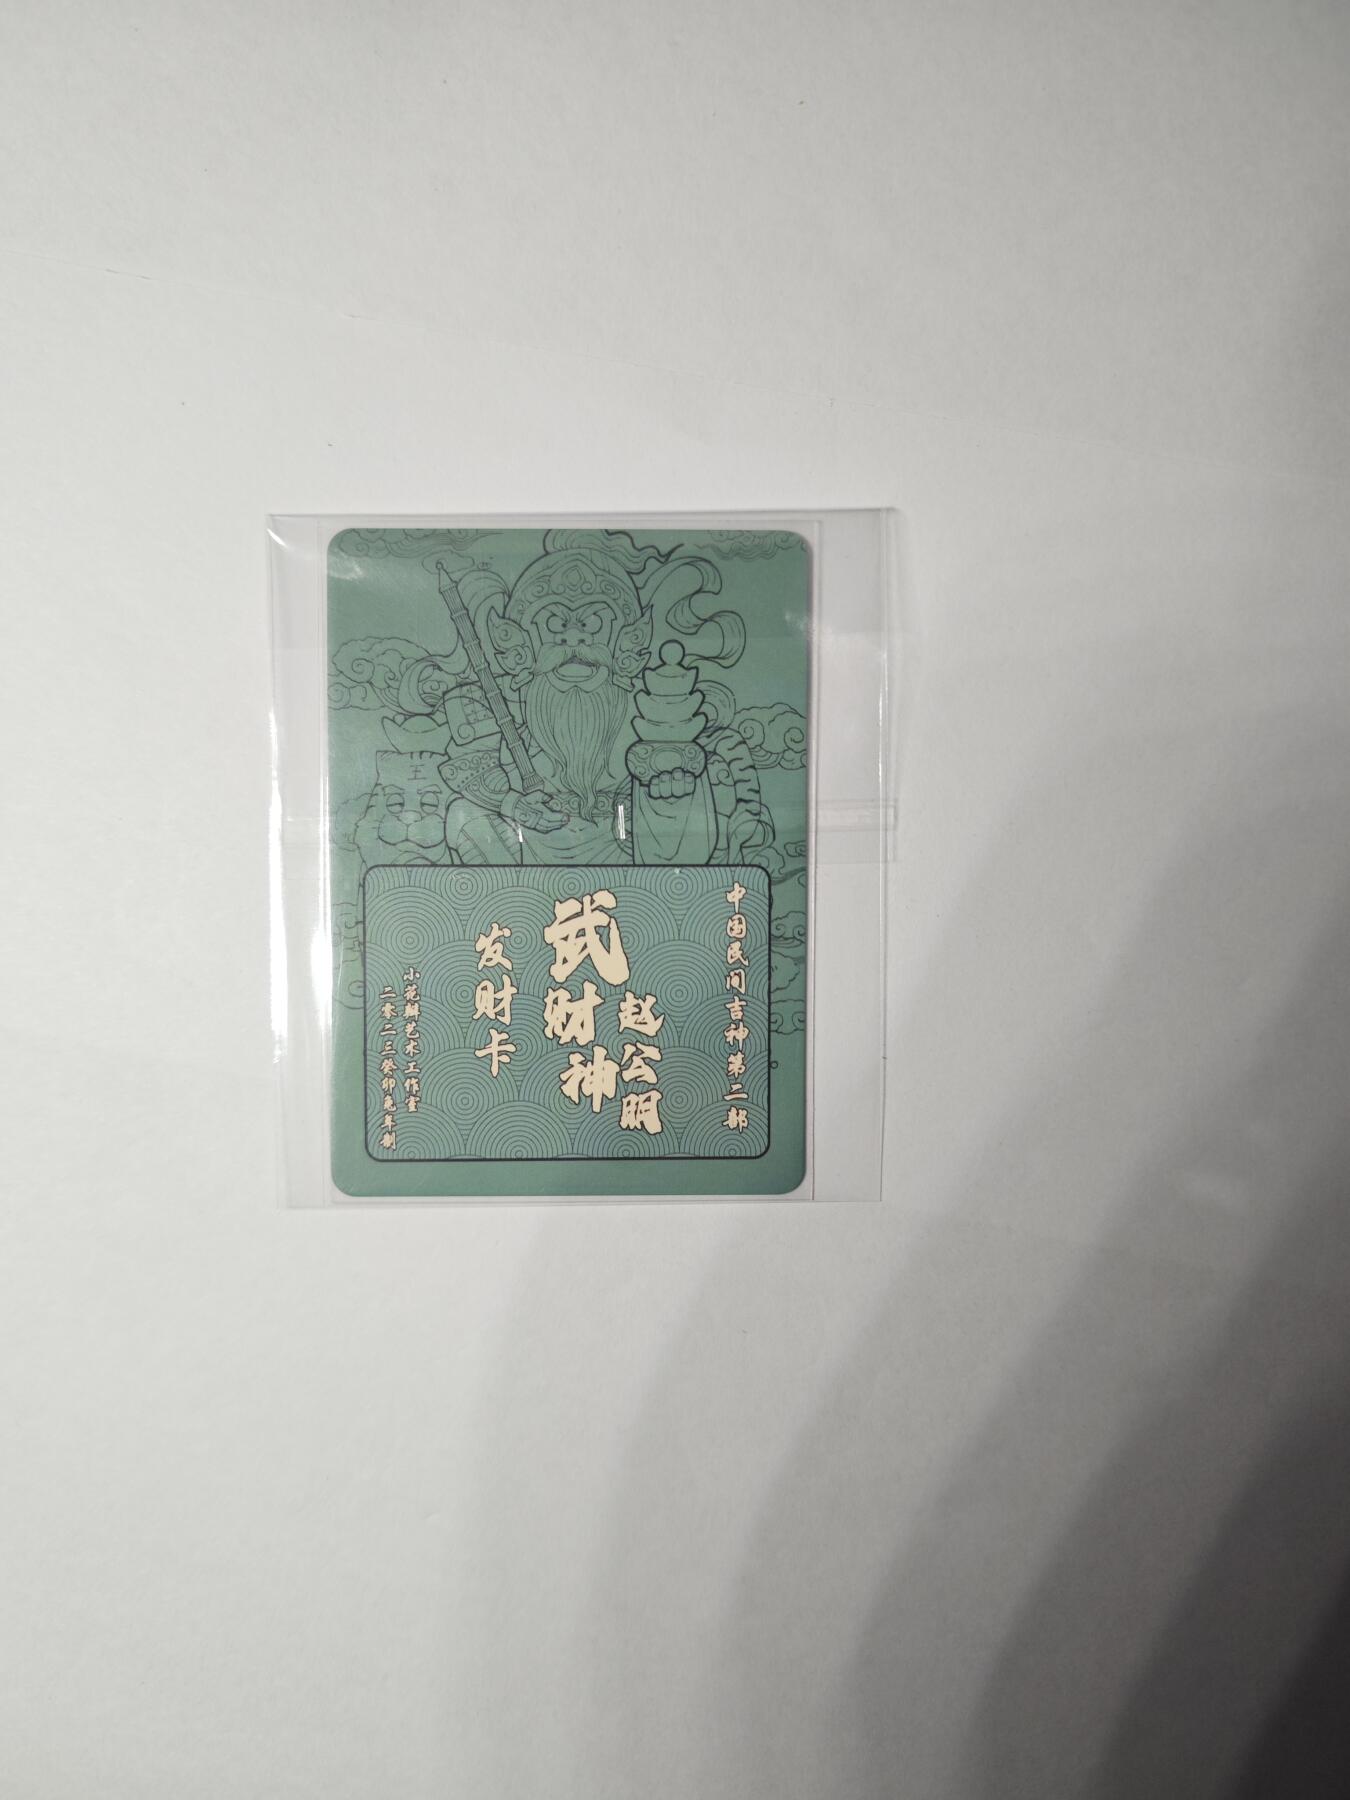 王
中国民间吉神第二部
赵公明
武财神
发财卡
小花瓣艺术工作室
二零二三癸卯兔年制